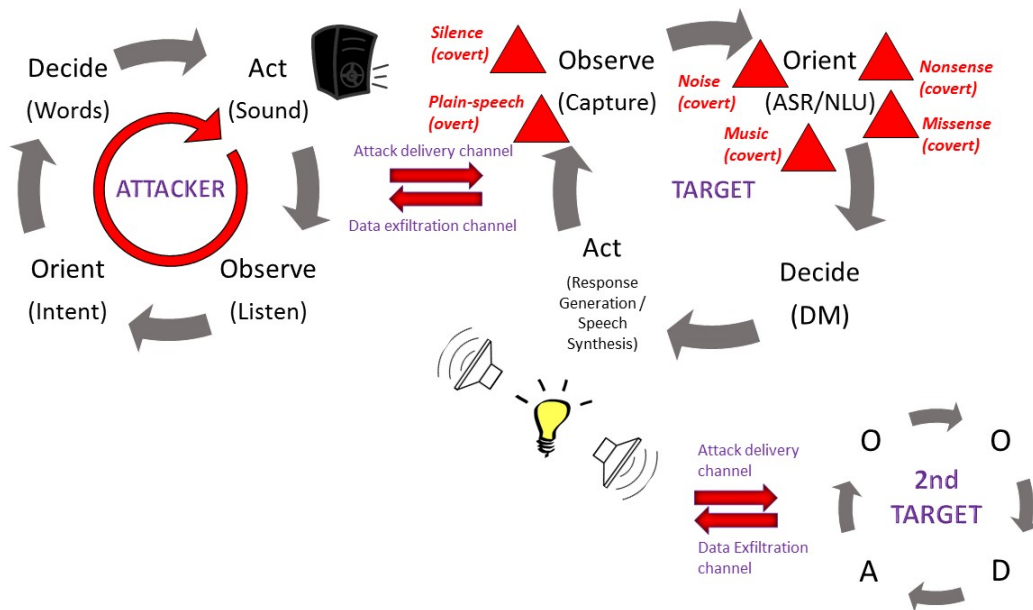 Decide
(Words)
Act
(Sound)
ATTACKER
Orient
(Intent)
Observe
(Listen)
Attack delivery channel
Data exfiltration channel
Silence
(covert)
Plain-speech
(overt)
Observe
(Capture)
Noise
(covert)
Orient
(ASR/NLU)
Nonsense
(covert)
Missense
(covert)
Music
(covert)
TARGET
Act
(Response
Generation /
Speech
Synthesis)
Decide
(DM)
Attack delivery
channel
Data Exfiltration
channel
O
O
2nd
TARGET
A
D